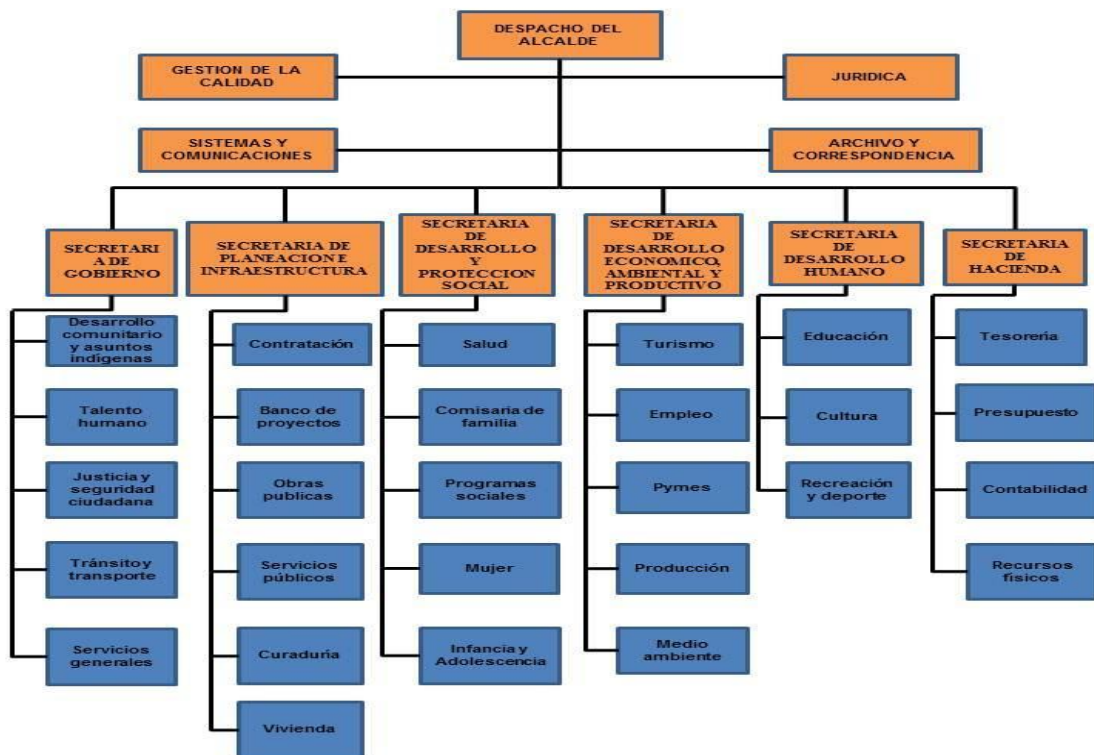 DESPACHO DEL
ALCALDE
GESTION DE LA
CALIDAD
JURIDICA
SISTEMAS Y
COMUNICACIONES
ARCHIVO Y
CORRESPONDENCIA
SECRETARI
A DE GOBIERNO
SECRETARIA DE
PLANEACION E
INFRAESTRUCTURA
SECRETARIA
DE
DESARROLLO
Y
PROTECCION
SOCIAL
SECRETARIA
DE
DESARROLLO
ECONOMICO,
AMBIENTAL Y
PRODUCTIVO
SECRETARIA
DE
DESARROLLO
HUMANO
SECRETARIA
DE
HACIENDA
Desarrollo
comunitario
y asuntos
indígenas
Talento
humano
Justicia y
seguridad
ciudadana
Tránsito y
transporte
Servicios
generales
Contratación
Banco de
proyectos
Obras
publicas
Servicios
públicos
Curaduría
Vivienda
Salud
Comisaria de
familia
Programas
sociales
Mujer
Infancia y
Adolescencia
Turismo
Empleo
Pymes
Producción
Medio
ambiente
Educación
Cultura
Recreación
y deporte
Tesorería
Presupuesto
Contabilidad
Recursos
físicos